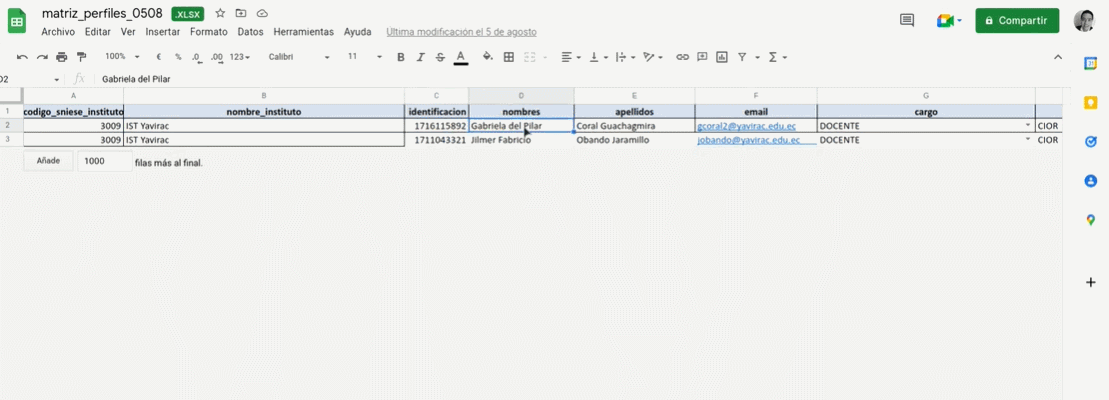 matriz_perfiles_0508 .XLSX
Archivo Editar Ver Insertar Formato Datos Herramientas Ayuda Última modificación el 5 de agosto
Compartir
100% € % .0 .00 123 Calibri 11 B I S A
D2 fx Gabriela del Pilar
A B C D E F G
1 codigo_sniese_instituto nombre_instituto identificacion nombres apellidos email cargo
2 3009 IST Yavirac 1716115892 Gabriela del Pilar Coral Guachagmira gcoral2@yavirac.edu.ec DOCENTE CIOR
3 3009 IST Yavirac 1711043321 Jilmer Fabricio Obando Jaramillo jobando@yavirac.edu.ec DOCENTE CIOR
Añade 1000 filas más al final.